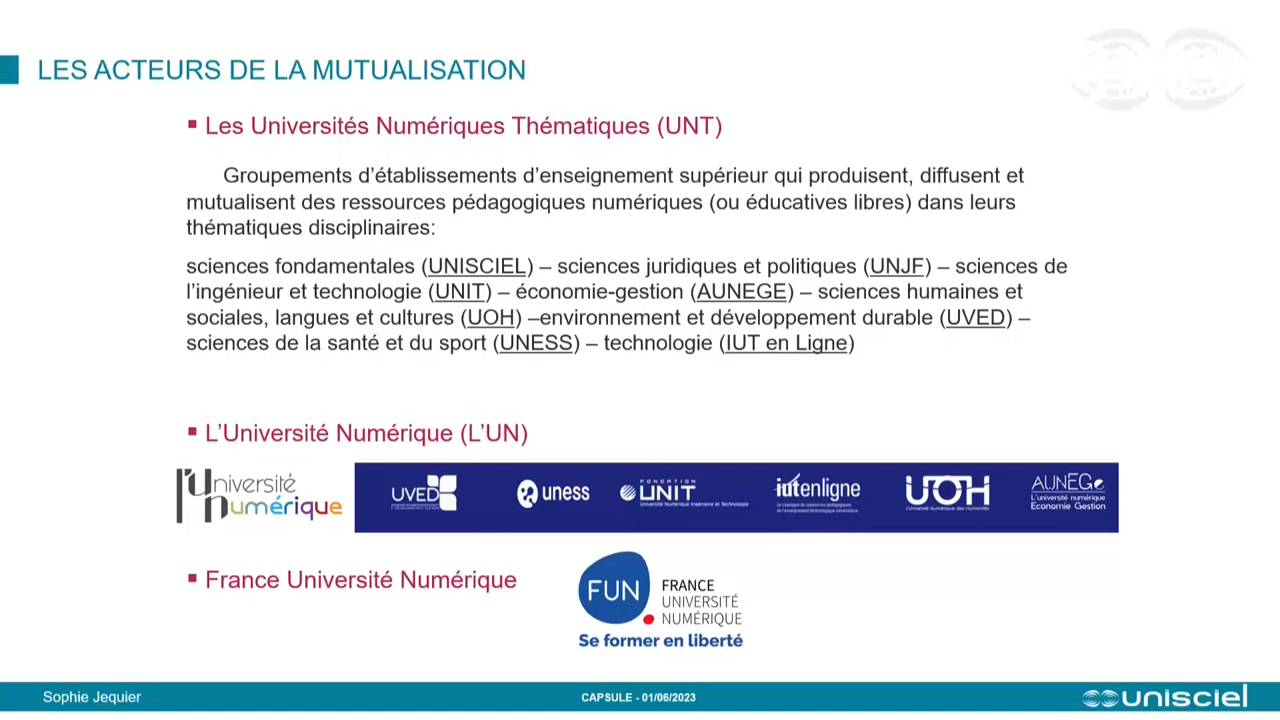 LES ACTEURS DE LA MUTUALISATION
▪ Les Universités Numériques Thématiques (UNT)
Groupements d’établissements d’enseignement supérieur qui produisent, diffusent et
mutualisent des ressources pédagogiques numériques (ou éducatives libres) dans leurs
thématiques disciplinaires:
sciences fondamentales (UNISCIEL) – sciences juridiques et politiques (UNJF) – sciences de
l’ingénieur et technologie (UNIT) – économie-gestion (AUNEGE) – sciences humaines et
sociales, langues et cultures (UOH) –environnement et développement durable (UVED) –
sciences de la santé et du sport (UNESS) – technologie (IUT en Ligne)
▪ L’Université Numérique (L’UN)
l'Université
numérique
UVED
uness
FONDATION
UNIT
Université Numérique Ingénierie et Technologie
iutenligne
UOH
L'Université Numérique des Humanités
AUNEGe
L'université numérique
Économie Gestion
▪ France Université Numérique
FUN
FRANCE
UNIVERSITÉ
NUMÉRIQUE
Se former en liberté
Sophie Jequier
CAPSULE - 01/06/2023
unisciel